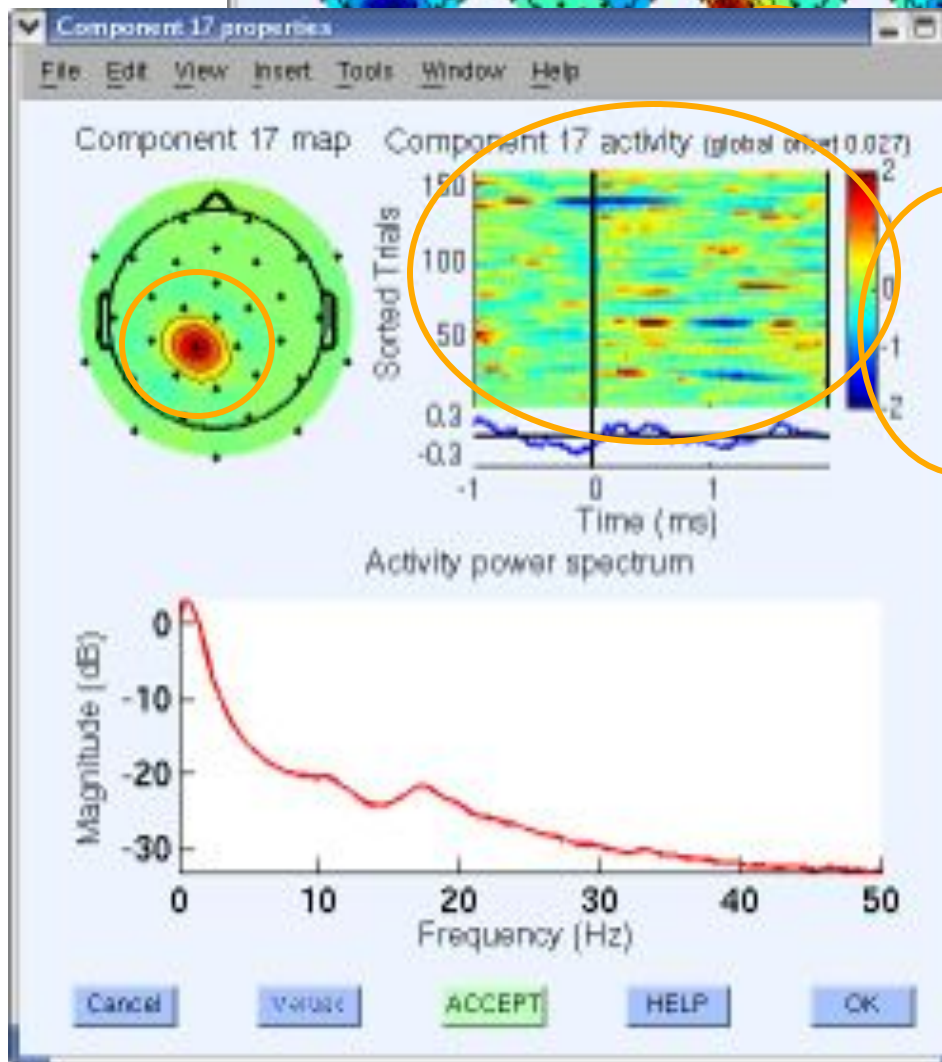 Component 17 properties
File Edit View Insert Tools Window Help
Component 17 map
Component 17 activity (global offset 0.027)
Sorted Trials
150
100
50
0.3
-0.3
2
0
-1
-2
-1 0 1
Time (ms)
Activity power spectrum
Magnitude (dB)
0
-10
-20
-30
0 10 20 30 40 50
Frequency (Hz)
Cancel Values ACCEPT HELP OK